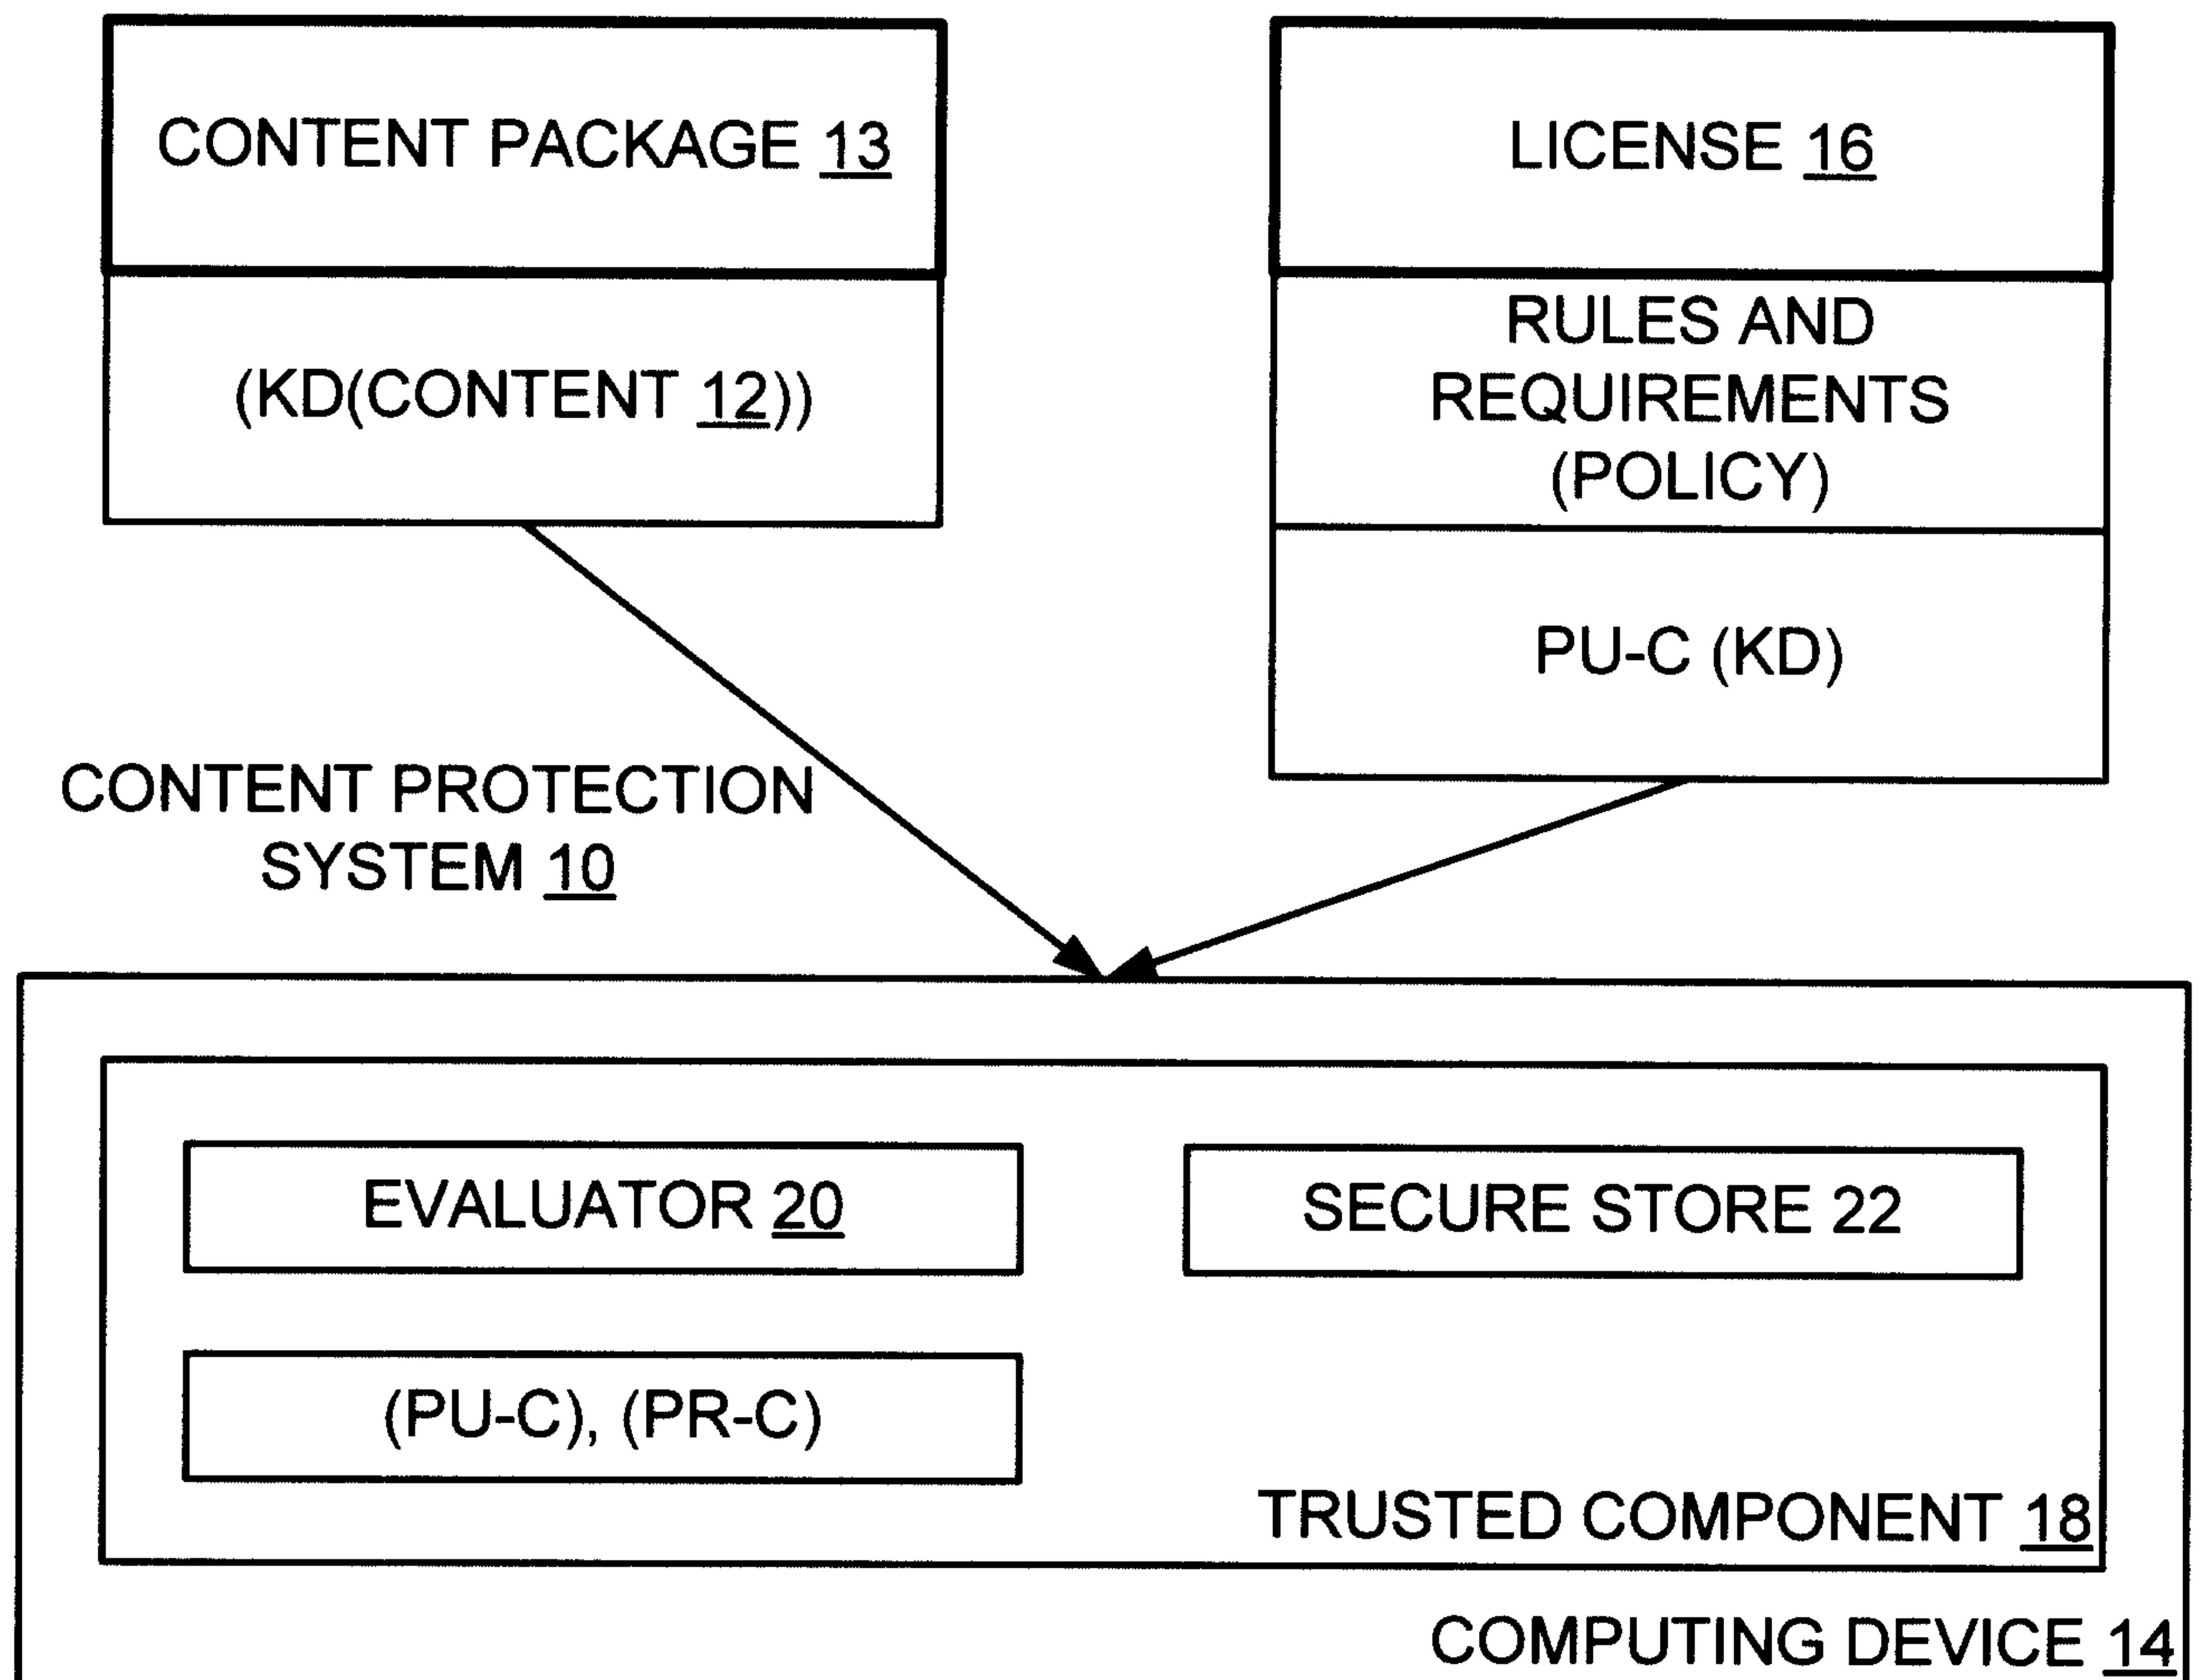 CONTENT PACKAGE 13
(KD(CONTENT 12))
LICENSE 16
RULES AND
REQUIREMENTS
(POLICY)
PU-C (KD)
CONTENT PROTECTION
SYSTEM 10
EVALUATOR 20
SECURE STORE 22
(PU-C), (PR-C)
TRUSTED COMPONENT 18
COMPUTING DEVICE 14